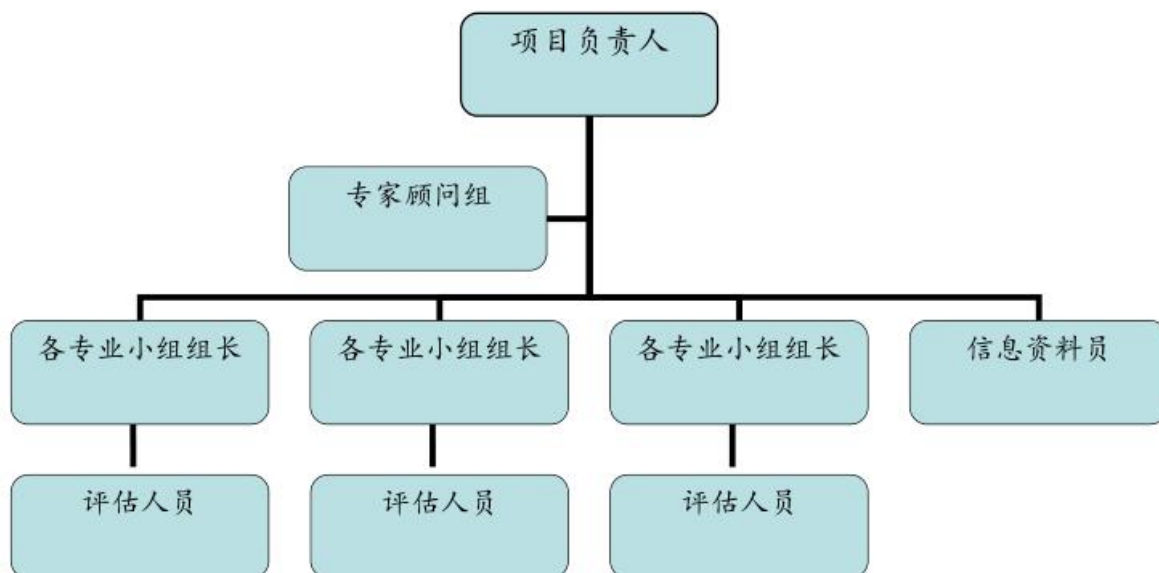 项目负责人
专家顾问组
各专业小组组长
各专业小组组长
各专业小组组长
信息资料员
评估人员
评估人员
评估人员